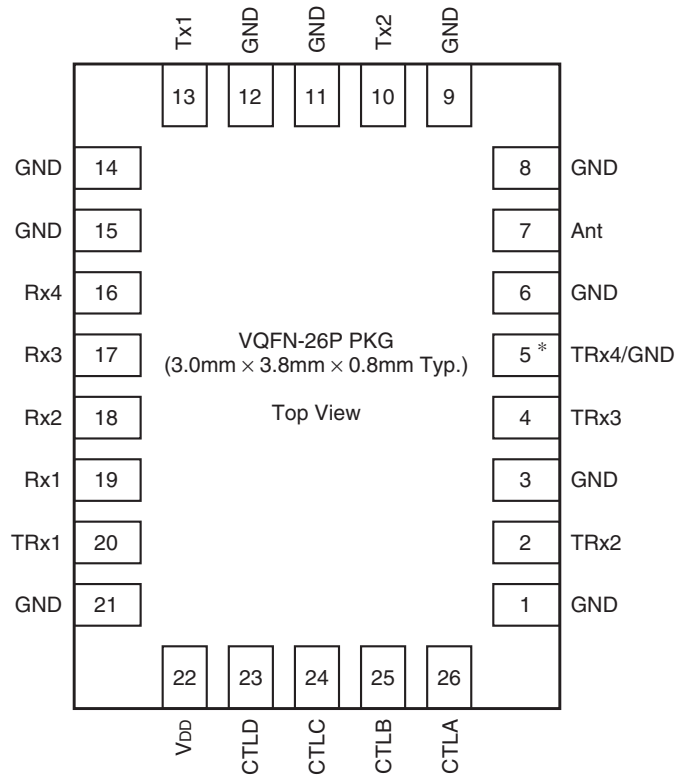 Tx1 GND GND Tx2 GND
13 12 11 10 9
GND 14 8 GND
GND 15 7 Ant
Rx4 16 6 GND
Rx3 17 5 * TRx4/GND
VQFN-26P PKG
(3.0mm × 3.8mm × 0.8mm Typ.)
Top View
Rx2 18 4 TRx3
Rx1 19 3 GND
TRx1 20 2 TRx2
GND 21 1 GND
22 23 24 25 26
VDD CTLD CTLC CTLB CTLA